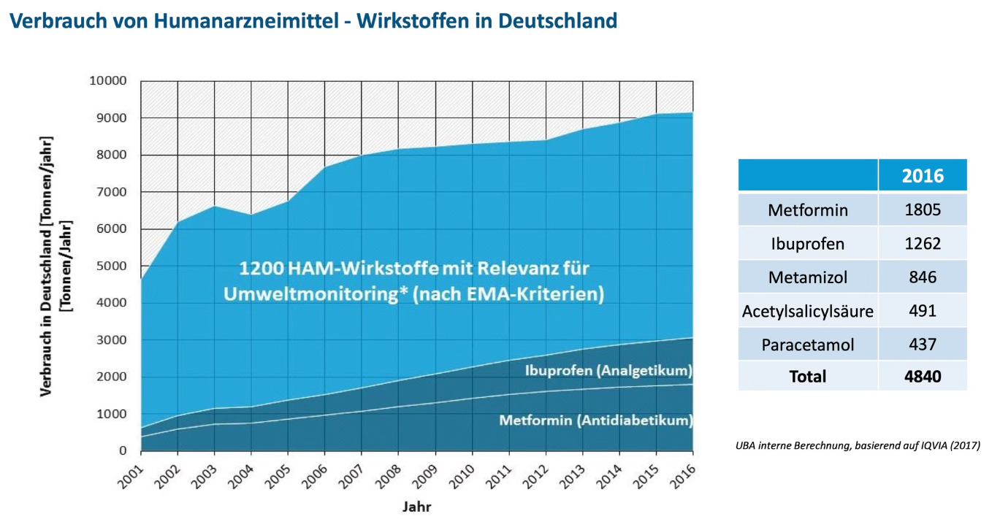 Verbrauch von Humanarzneimittel - Wirkstoffen in Deutschland
Verbrauch in Deutschland [Tonnen/jahr]
[Tonnen/Jahr]
10000
9000
8000
7000
6000
5000
4000
3000
2000
1000
0
1200 HAM-Wirkstoffe mit Relevanz für
Umweltmonitoring* (nach EMA-Kriterien)
Ibuprofen (Analgetikum)
Metformin (Antidiabetikum)
2001 2002 2003 2004 2005 2006 2007 2008 2009 2010 2011 2012 2013 2014 2015 2016
Jahr
2016
Metformin 1805
Ibuprofen 1262
Metamizol 846
Acetylsalicylsäure 491
Paracetamol 437
Total 4840
UBA interne Berechnung, basierend auf IQVIA (2017)